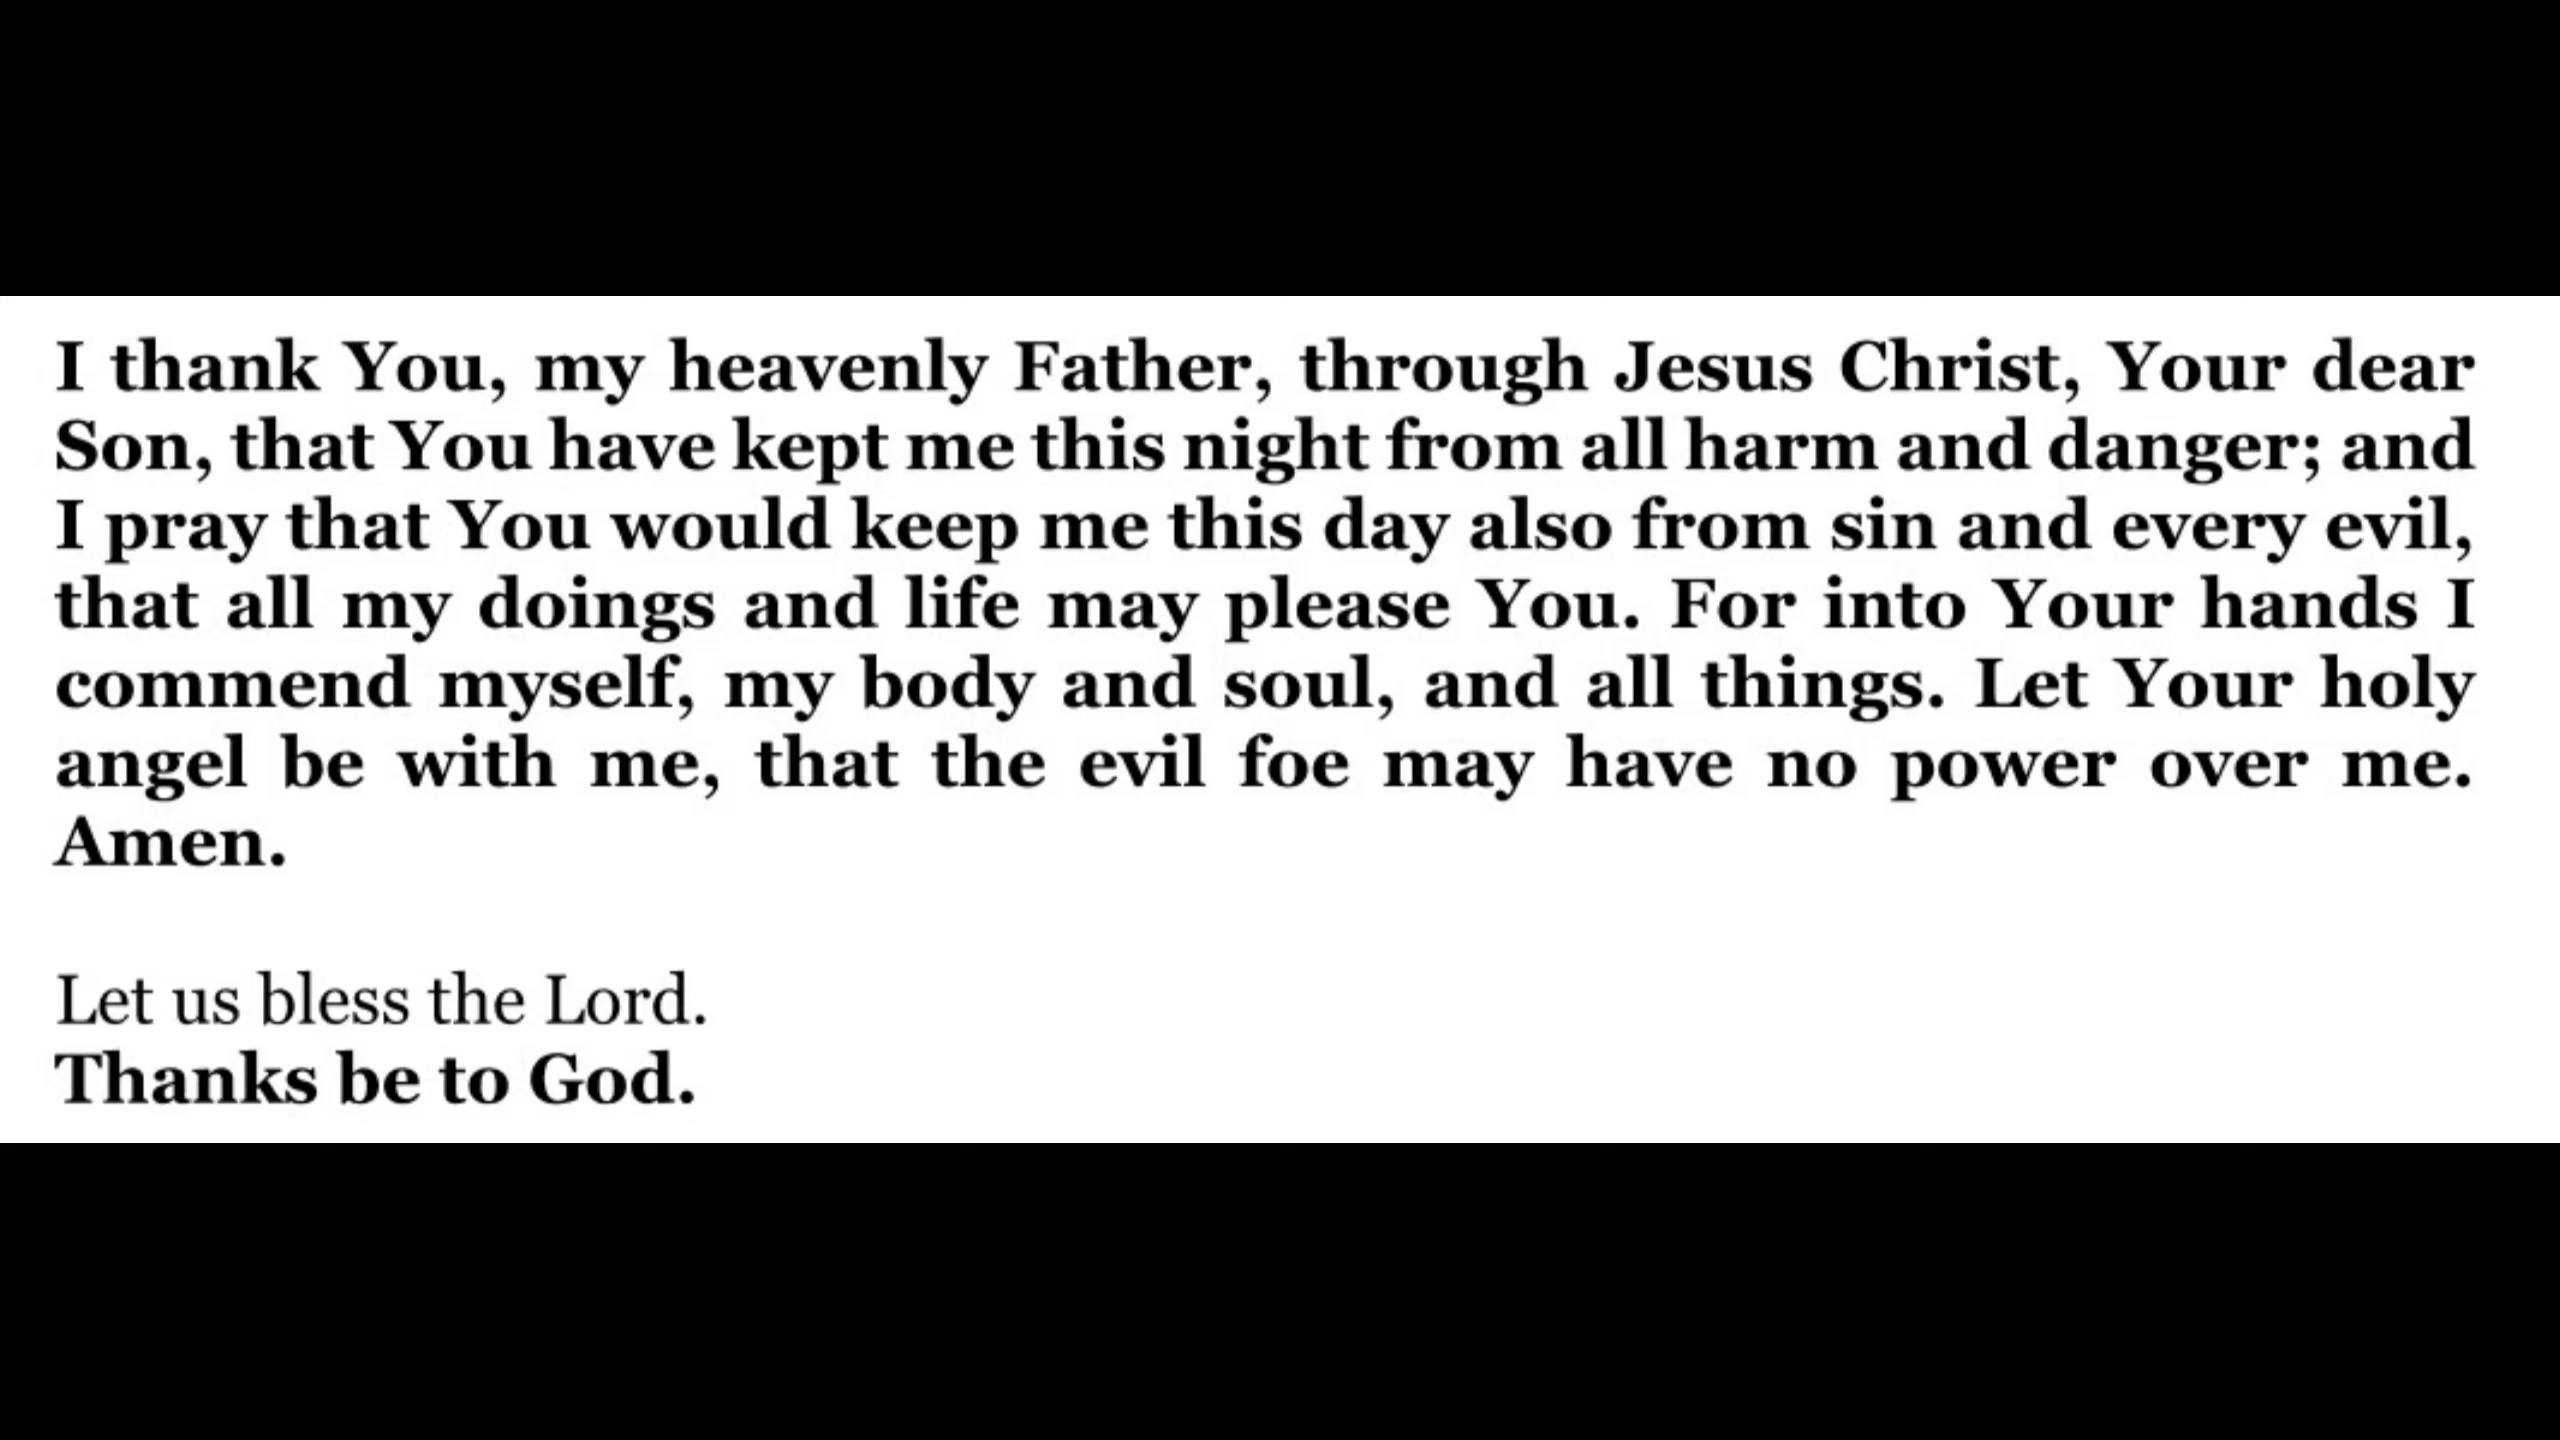 I thank You, my heavenly Father, through Jesus Christ, Your dear
Son, that You have kept me this night from all harm and danger; and
I pray that You would keep me this day also from sin and every evil,
that all my doings and life may please You. For into Your hands I
commend myself, my body and soul, and all things. Let Your holy
angel be with me, that the evil foe may have no power over me.
Amen.
Let us bless the Lord.
Thanks be to God.